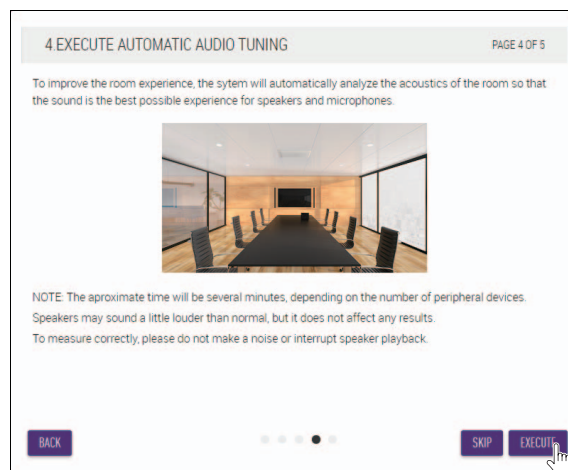 4.EXECUTE AUTOMATIC AUDIO TUNING
PAGE 4 OF 5
To improve the room experience, the sytem will automatically analyze the acoustics of the room so that
the sound is the best possible experience for speakers and microphones.
NOTE: The aproximate time will be several minutes, depending on the number of peripheral devices.
Speakers may sound a little louder than normal, but it does not affect any results.
To measure correctly, please do not make a noise or interrupt speaker playback.
BACK
SKIP
EXECUTE